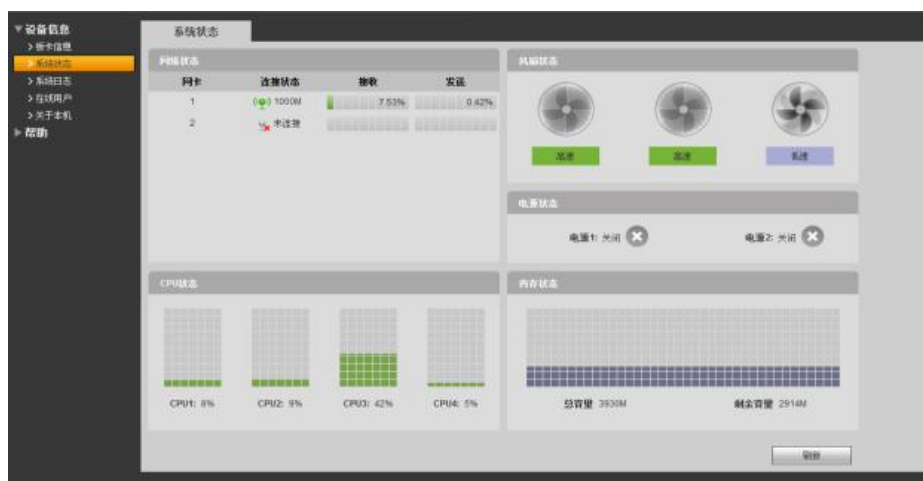 设备信息
板卡信息
系统状态
系统日志
在线用户
关于本机
帮助
系统状态
网络状态
网卡 连接状态 接收 发送
1 1000M 7.53% 0.42%
2 未连接
风扇状态
高速 高速 低速
电源状态
电源1: 关闭 电源2: 关闭
CPU状态
CPU1: 8% CPU2: 9% CPU3: 42% CPU4: 5%
内存状态
总容量 3930M 剩余容量 2914M
刷新